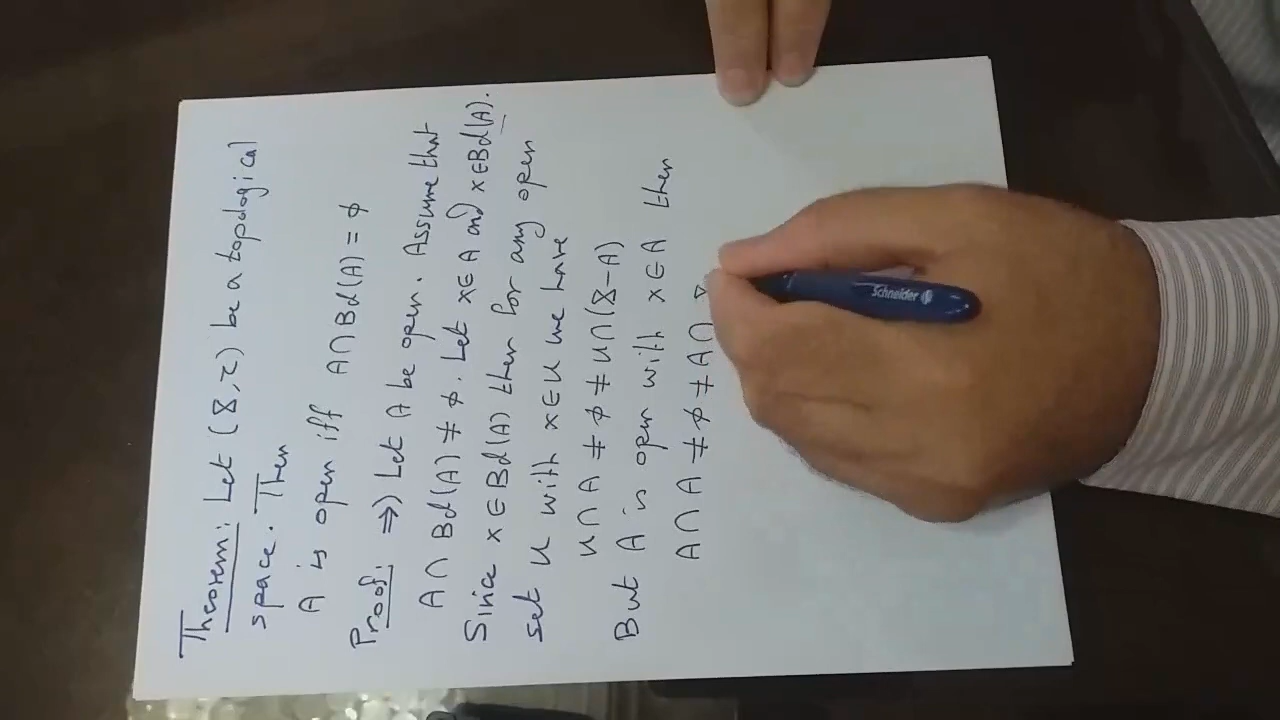 Theorem: Let (X,τ) be a topological
space. Then
A is open iff A∩Bd(A) = ϕ
Proof: ⇒) Let A be open. Assume that
A∩Bd(A) ≠ ϕ. Let x∈A and x∈Bd(A).
Since x∈Bd(A) then for any open
set U with x∈U we have
U∩A ≠ ϕ ≠ U∩(X-A)
But A is open with x∈A then
A∩A ≠ ϕ ≠ A∩
Schneider